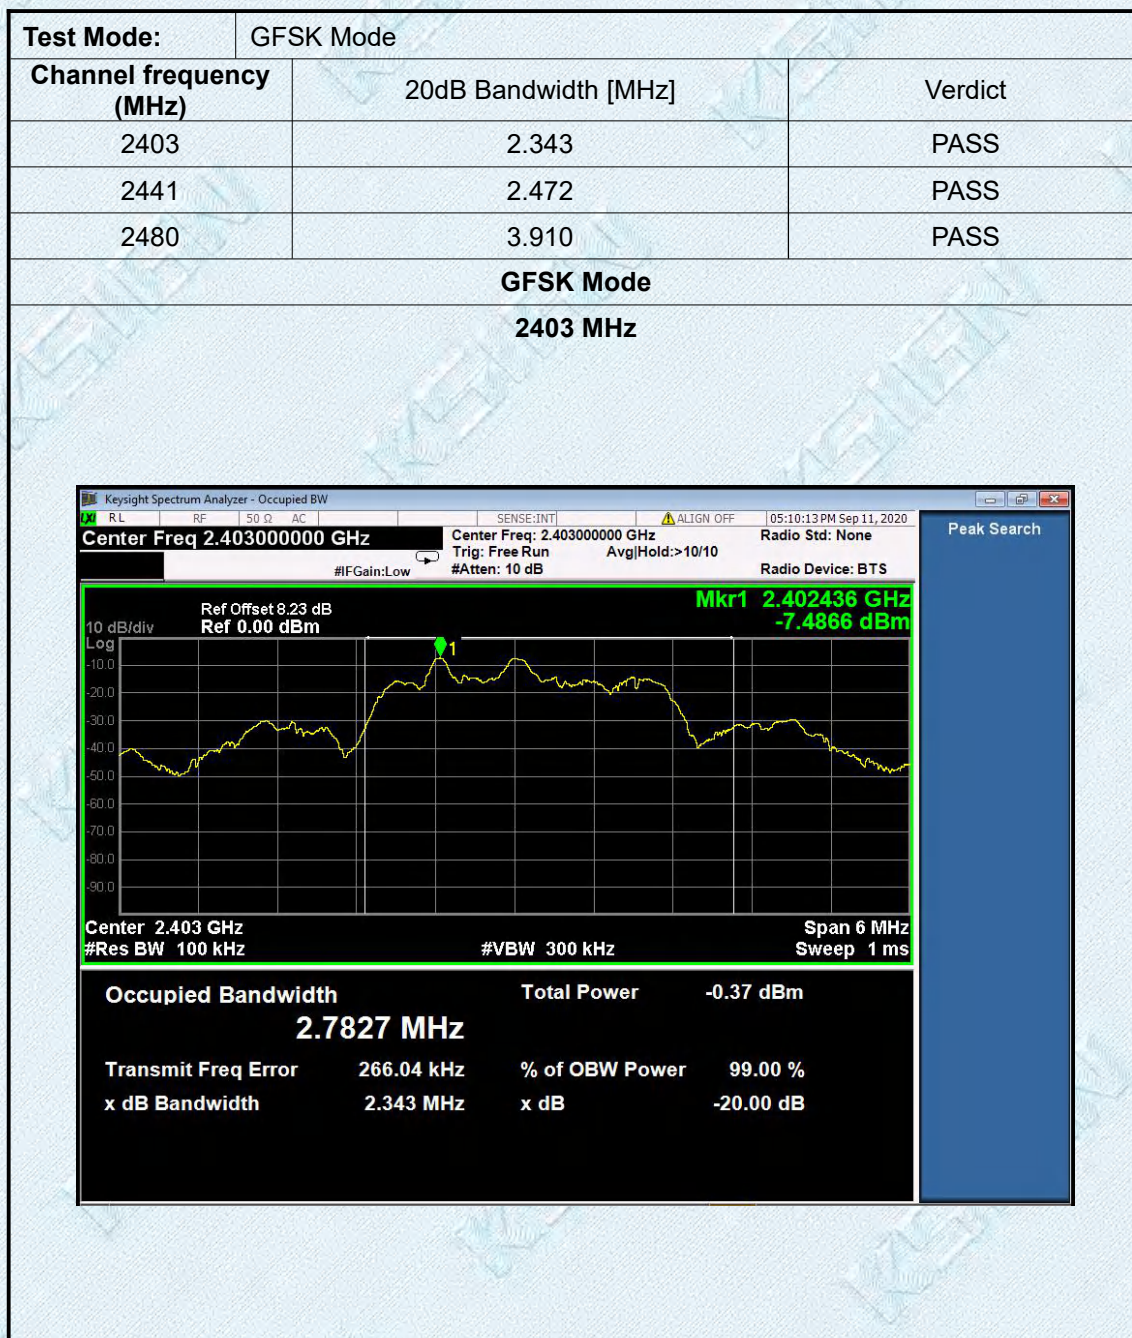 Test Mode: GFSK Mode
Channel frequency (MHz) 20dB Bandwidth [MHz] Verdict
2403 2.343 PASS
2441 2.472 PASS
2480 3.910 PASS
GFSK Mode
2403 MHz
Keysight Spectrum Analyzer - Occupied BW
LXI RL RF 50 Ω AC SENSE:INT ALIGN OFF 05:10:13 PM Sep 11, 2020
Center Freq 2.403000000 GHz
Center Freq: 2.403000000 GHz Radio Std: None
Trig: Free Run Avg|Hold:>10/10
#IFGain:Low #Atten: 10 dB Radio Device: BTS
Peak Search
Mkr1 2.402436 GHz
-7.4866 dBm
Ref Offset 8.23 dB
10 dB/div Ref 0.00 dBm
Log
1
-10.0
-20.0
-30.0
-40.0
-50.0
-60.0
-70.0
-80.0
-90.0
Center 2.403 GHz Span 6 MHz
#Res BW 100 kHz #VBW 300 kHz Sweep 1 ms
Occupied Bandwidth Total Power -0.37 dBm
2.7827 MHz
Transmit Freq Error 266.04 kHz % of OBW Power 99.00 %
x dB Bandwidth 2.343 MHz x dB -20.00 dB